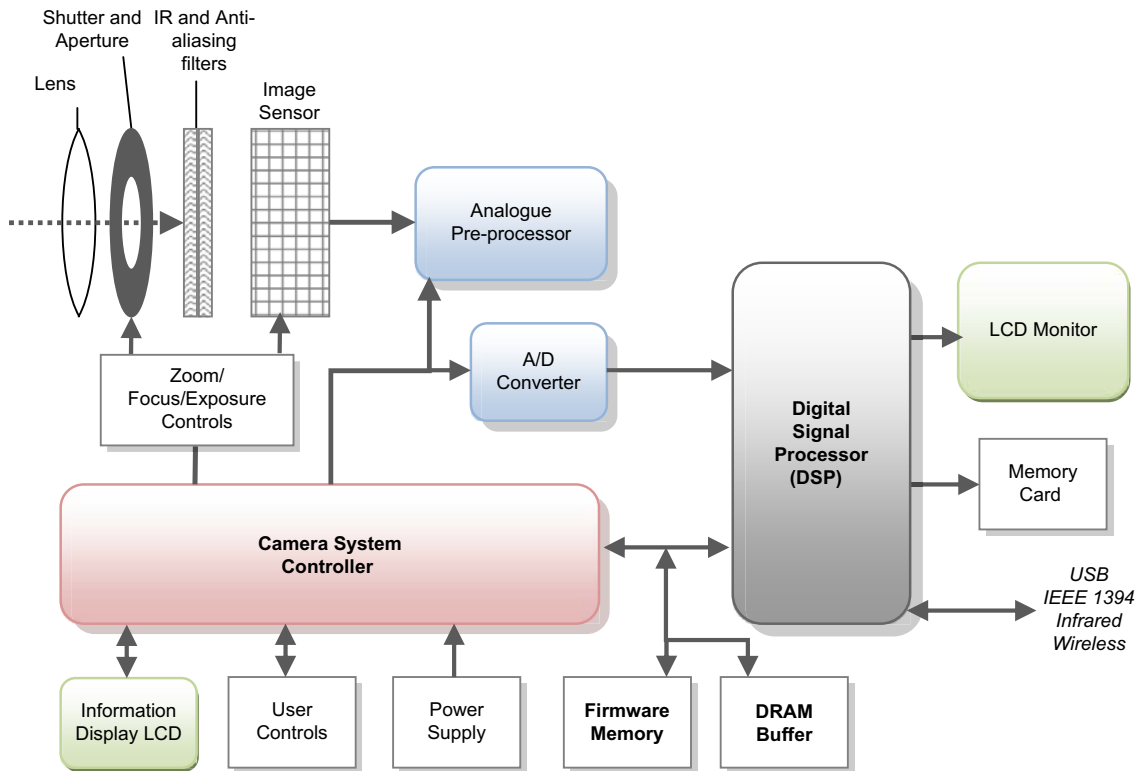 Shutter and
Aperture
IR and Anti-
aliasing
filters
Lens
Image
Sensor
Analogue
Pre-processor
LCD Monitor
A/D
Converter
Zoom/
Focus/Exposure
Controls
Digital
Signal
Processor
(DSP)
Memory
Card
Camera System
Controller
USB
IEEE 1394
Infrared
Wireless
Information
Display LCD
User
Controls
Power
Supply
Firmware
Memory
DRAM
Buffer